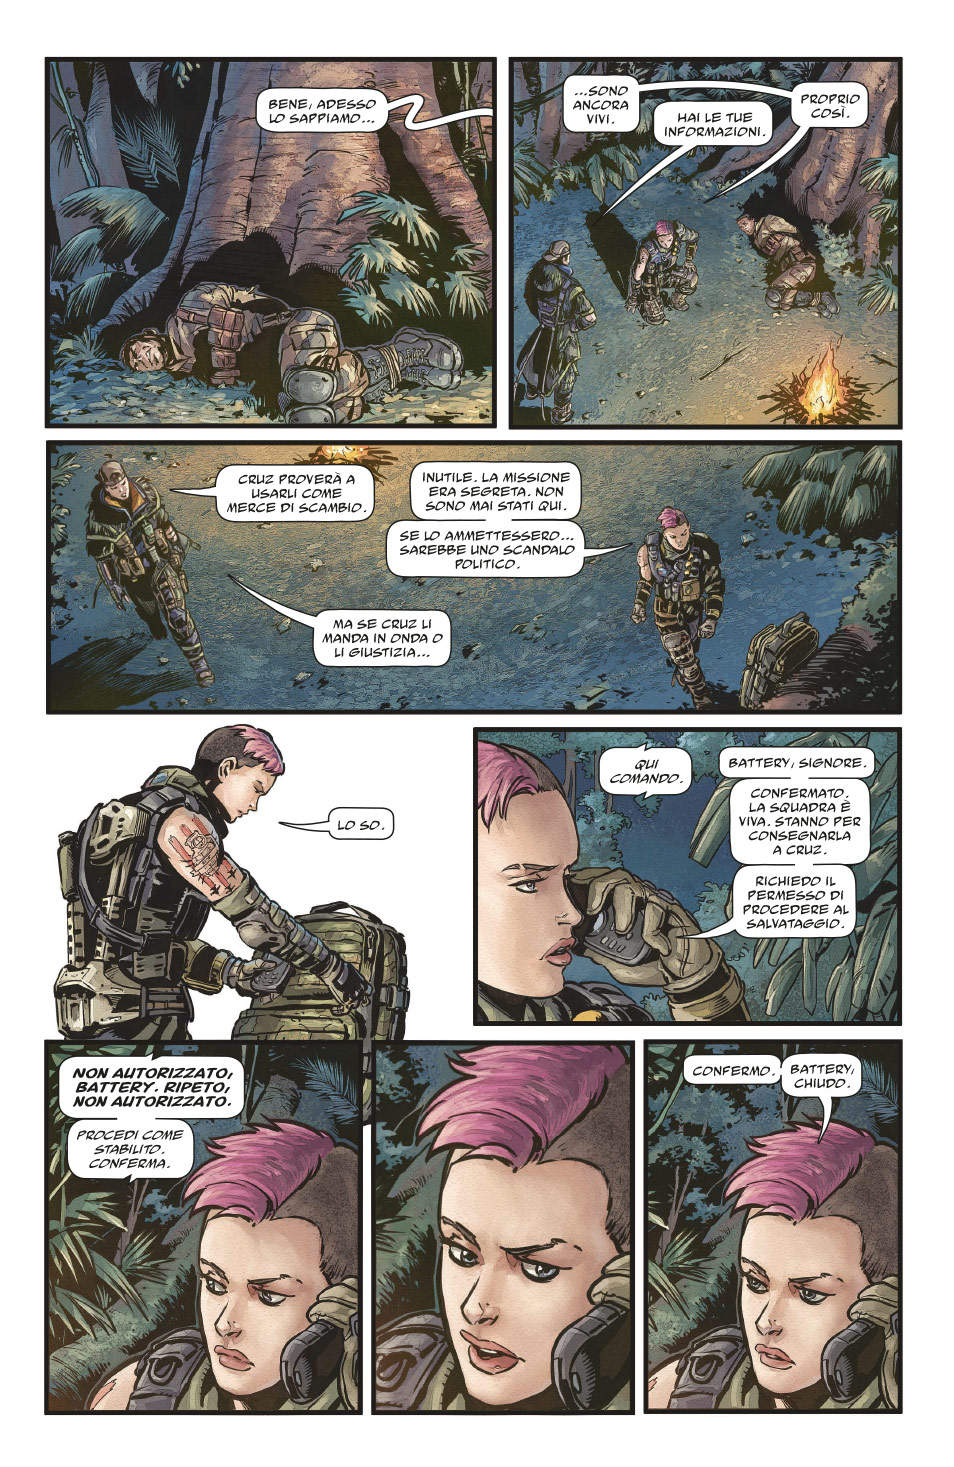 BENE, ADESSO
LO SAPPIAMO...
...SONO
ANCORA
VIVI.
HAI LE TUE
INFORMAZIONI.
PROPRIO
COSÌ.
CRUZ PROVERÀ A
USARLI COME
MERCE DI SCAMBIO.
INUTILE. LA MISSIONE
ERA SEGRETA. NON
SONO MAI STATI QUI.
SE LO AMMETTESSERO...
SAREBBE UNO SCANDALO
POLITICO.
MA SE CRUZ LI
MANDA IN ONDA O
LI GIUSTIZIA...
LO SO.
QUI
COMANDO.
BATTERY, SIGNORE.
CONFERMATO.
LA SQUADRA È
VIVA. STANNO PER
CONSEGNARLA
A CRUZ.
RICHIEDO IL
PERMESSO DI
PROCEDERE AL
SALVATAGGIO.
NON AUTORIZZATO,
BATTERY. RIPETO,
NON AUTORIZZATO.
PROCEDI COME
STABILITO.
CONFERMA.
CONFERMO.
BATTERY,
CHIUDO.